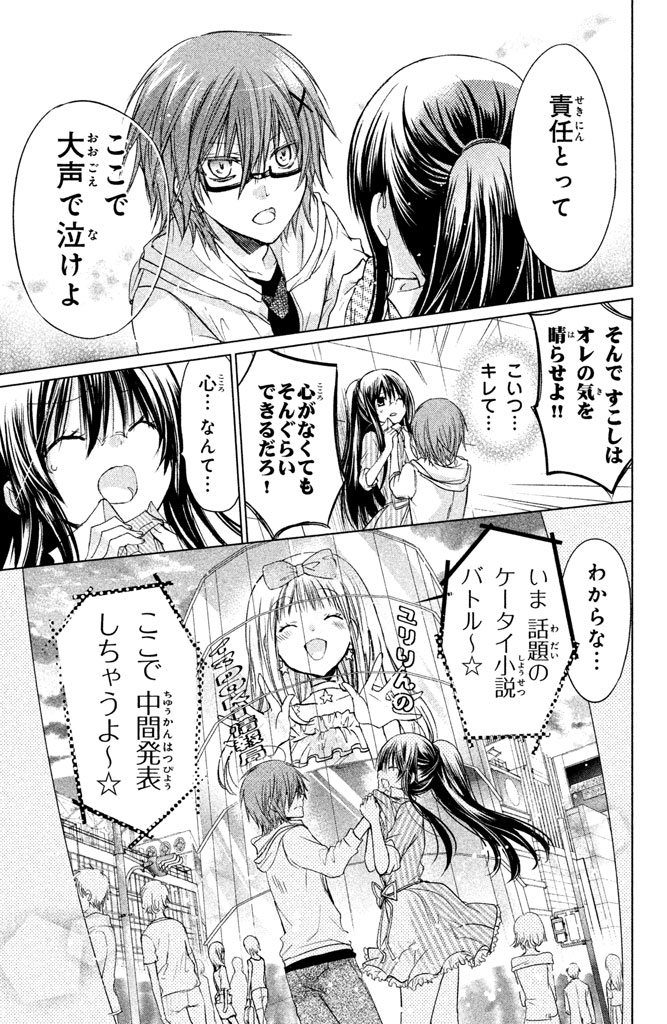 責任とって
ここで
大声で泣けよ
そんで すこしは
オレの気を
晴らせよ!!
こいつ…
キレて…
心がなくても
そんぐらい
できるだろ!
心… なんて…
わからな…
いま 話題の
ケータイ小説
バトル〜☆
ユリりんの
ここで 中間発表
しちゃうよ〜☆